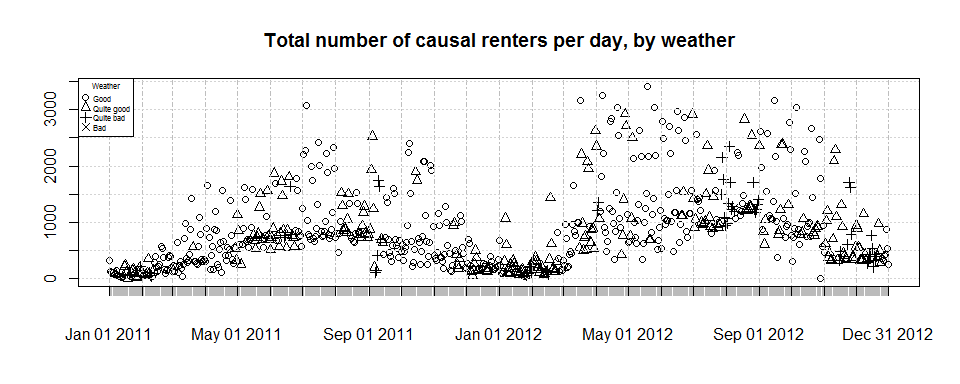 Total number of causal renters per day, by weather
Weather
Good
Quite good
Quite bad
Bad
3000
2000
1000
0
Jan 01 2011 May 01 2011 Sep 01 2011 Jan 01 2012 May 01 2012 Sep 01 2012 Dec 31 2012